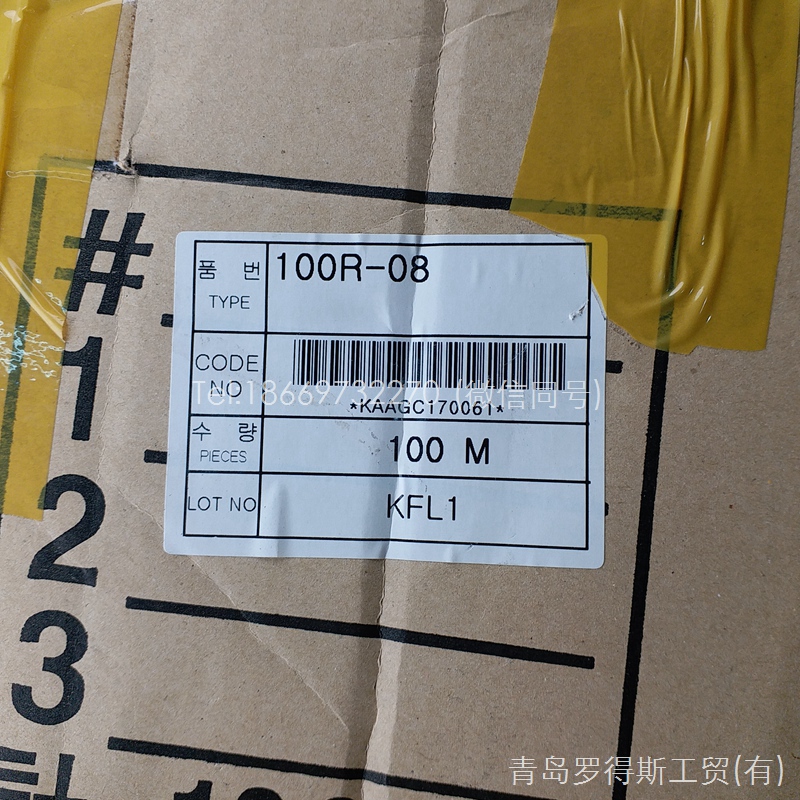 #
1
2
3
계
품 번
TYPE
100R-08
CODE
NO
*KAAGC170061*
Tel:18669732270 (微信同号)
수 량
PIECES
100 M
LOT NO
KFL1
青岛罗得斯工贸(有)